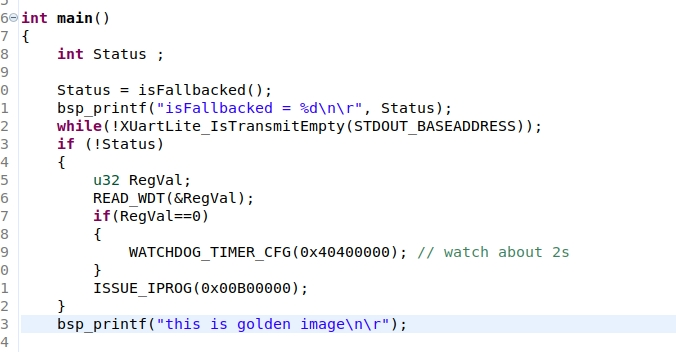 5
6 int main()
7 {
8     int Status ;
9
0     Status = isFallbacked();
1     bsp_printf("isFallbacked = %d\n\r", Status);
2     while(!XUartLite_IsTransmitEmpty(STDOUT_BASEADDRESS));
3     if (!Status)
4     {
5         u32 RegVal;
6         READ_WDT(&RegVal);
7         if(RegVal==0)
8         {
9             WATCHDOG_TIMER_CFG(0x40400000); // watch about 2s
0         }
1         ISSUE_IPROG(0x00B00000);
2     }
3     bsp_printf("this is golden image\n\r");
4